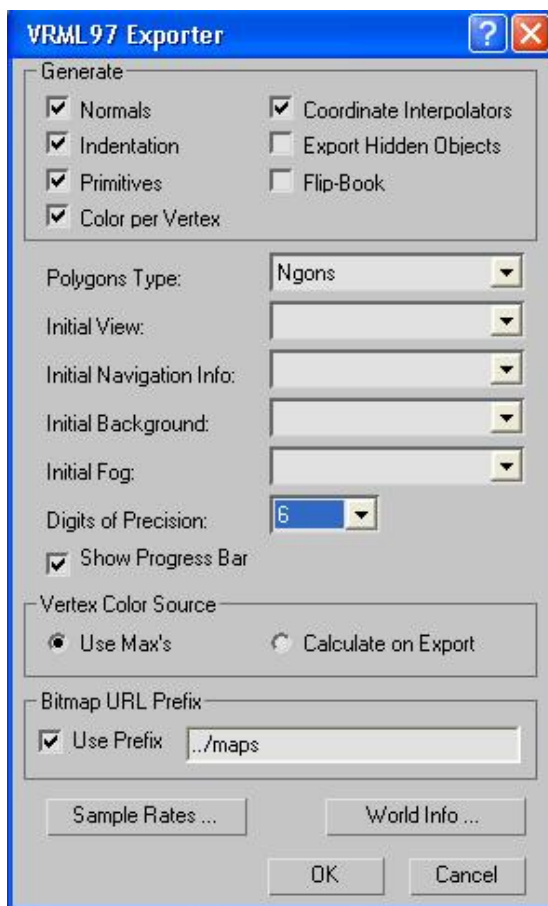 VRML97 Exporter
Generate
Normals
Coordinate Interpolators
Indentation
Export Hidden Objects
Primitives
Flip-Book
Color per Vertex
Polygons Type: Ngons
Initial View:
Initial Navigation Info:
Initial Background:
Initial Fog:
Digits of Precision: 6
Show Progress Bar
Vertex Color Source
Use Max's
Calculate on Export
Bitmap URL Prefix
Use Prefix ../maps
Sample Rates ...
World Info ...
OK
Cancel